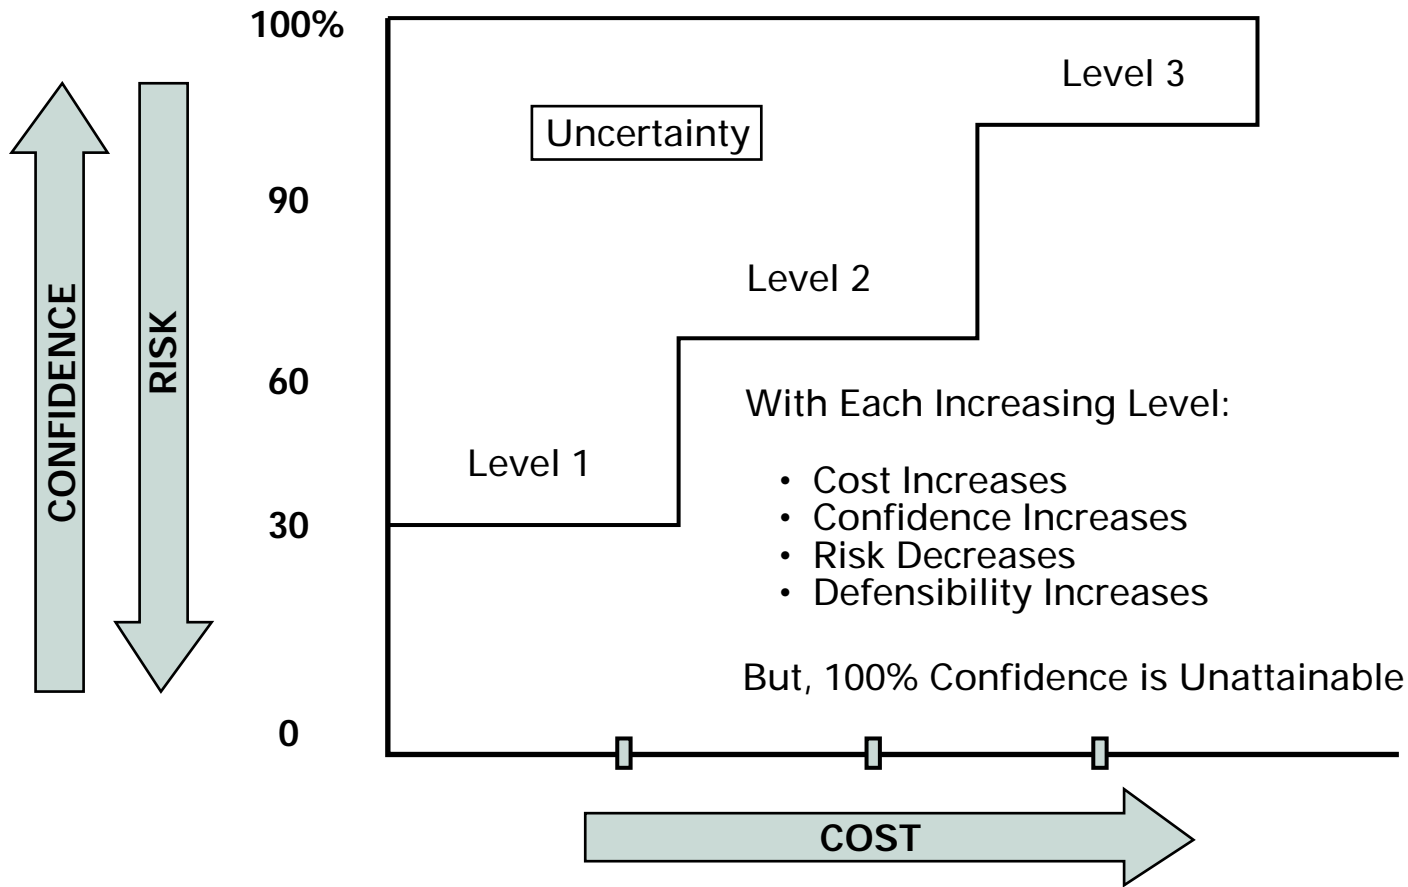 100%
Level 3
Uncertainty
90
Level 2
CONFIDENCE
RISK
60
With Each Increasing Level:
Level 1
• Cost Increases
30
• Confidence Increases
• Risk Decreases
• Defensibility Increases
But, 100% Confidence is Unattainable
0
COST